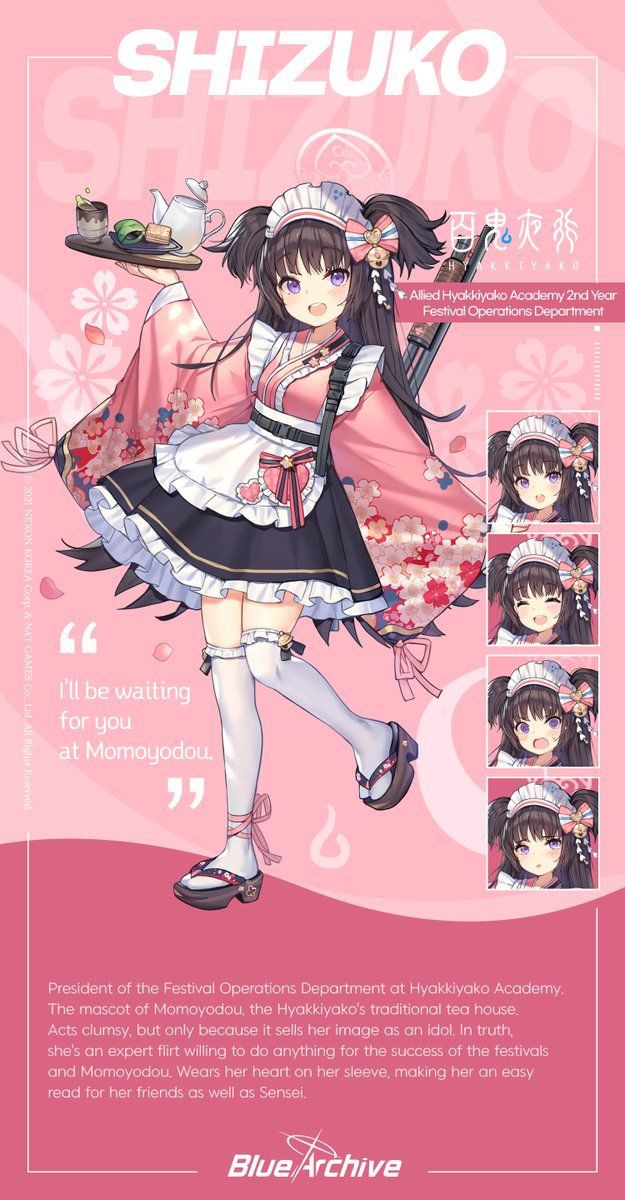 SHIZUKO
SHIZUKO
百鬼夜行
HYAKKIYAKO
Allied Hyakkiyako Academy 2nd Year
Festival Operations Department
© 2021 NEXON KOREA Corp. & NAT GAMES Co., Ltd. All Rights Reserved.
“
I'll be waiting
for you
at Momoyodou.
”
President of the Festival Operations Department at Hyakkiyako Academy.
The mascot of Momoyodou, the Hyakkiyako's traditional tea house.
Acts clumsy, but only because it sells her image as an idol. In truth,
she's an expert flirt willing to do anything for the success of the festivals
and Momoyodou. Wears her heart on her sleeve, making her an easy
read for her friends as well as Sensei.
Blue Archive